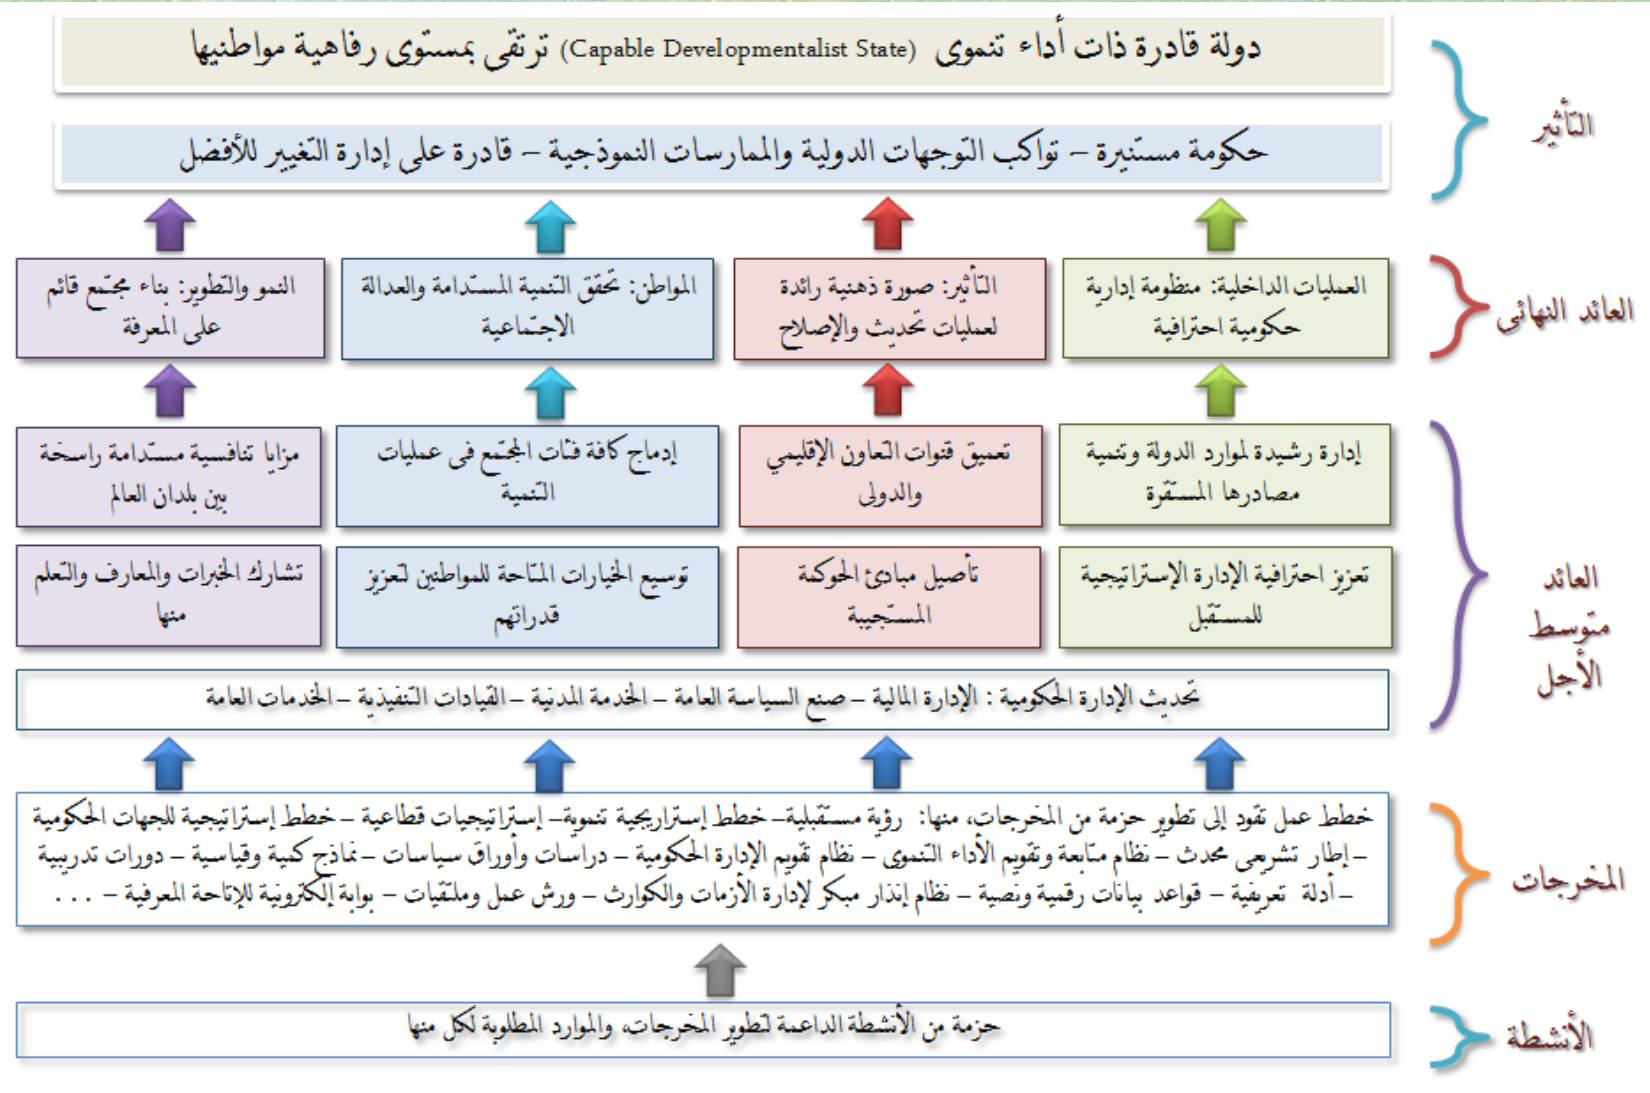 دولة قادرة ذات أداء تنموى (Capable Developmentalist State) ترتقى بمستوى رفاهية مواطنيها
حكومة مستنيرة – تواكب التوجهات الدولية والممارسات النموذجية – قادرة على إدارة التغيير للأفضل
التأثير
العمليات الداخلية: منظومة إدارية
حكومية احترافية
التأثير: صورة ذهنية رائدة
لعمليات تحديث والإصلاح
المواطن: تحقق التنمية المستدامة والعدالة
الاجتماعية
النمو والتطوير: بناء مجتمع قائم
على المعرفة
العائد النهائى
إدارة رشيدة لموارد الدولة وتنمية
مصادرها المستقرة
تعميق قنوات التعاون الإقليمي
والدولى
إدماج كافة فئات المجتمع فى عمليات
التنمية
مزايا تنافسية مستدامة راسخة
بين بلدان العالم
تعزيز احترافية الإدارة الإستراتيجية
للمستقبل
تأصيل مبادئ الحوكمة
المستجيبة
توسيع الخيارات المتاحة للمواطنين لتعزيز
قدراتهم
تشارك الخبرات والمعارف والتعلم
منها
العائد
متوسط
الأجل
تحديث الإدارة الحكومية : الإدارة المالية – صنع السياسة العامة – الخدمة المدنية – القيادات التنفيذية – الخدمات العامة
خطط عمل تقود إلى تطوير حزمة من المخرجات، منها: رؤية مستقبلية– خطط إستراريجية تنموية– إستراتيجيات قطاعية – خطط إستراتيجية للجهات الحكومية
– إطار تشريعى محدث – نظام متابعة وتقويم الأداء التنموى – نظام تقويم الإدارة الحكومية – دراسات وأوراق سياسات – نماذج كمية وقياسية – دورات تدريبية
– أدلة تعريفية – قواعد بيانات رقمية ونصية – نظام إنذار مبكر لإدارة الأزمات والكوارث – ورش عمل وملتقيات – بوابة إلكترونية للإتاحة المعرفية – . . .
المخرجات
حزمة من الأنشطة الداعمة لتطوير المخرجات، والموارد المطلوبة لكل منها
الأنشطة